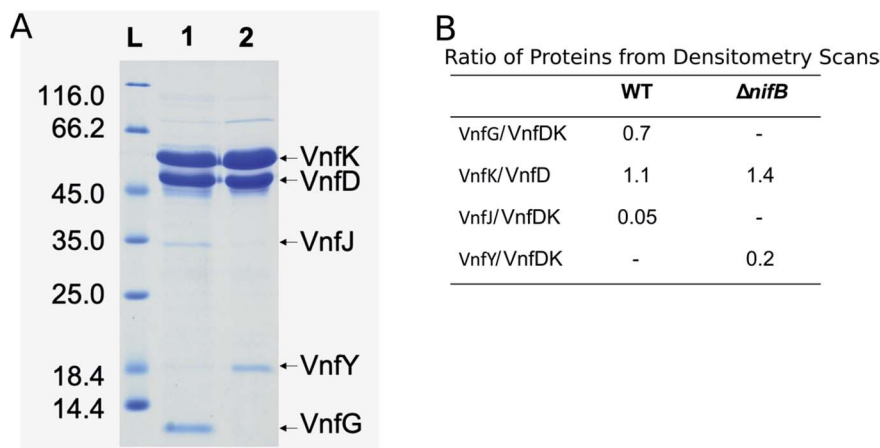 A
L 1 2
116.0
66.2
45.0
35.0
25.0
18.4
14.4
VnfK
VnfD
VnfJ
VnfY
VnfG
B
Ratio of Proteins from Densitometry Scans
WT ΔnifB
VnfG/VnfDK 0.7 -
VnfK/VnfD 1.1 1.4
VnfJ/VnfDK 0.05 -
VnfY/VnfDK - 0.2